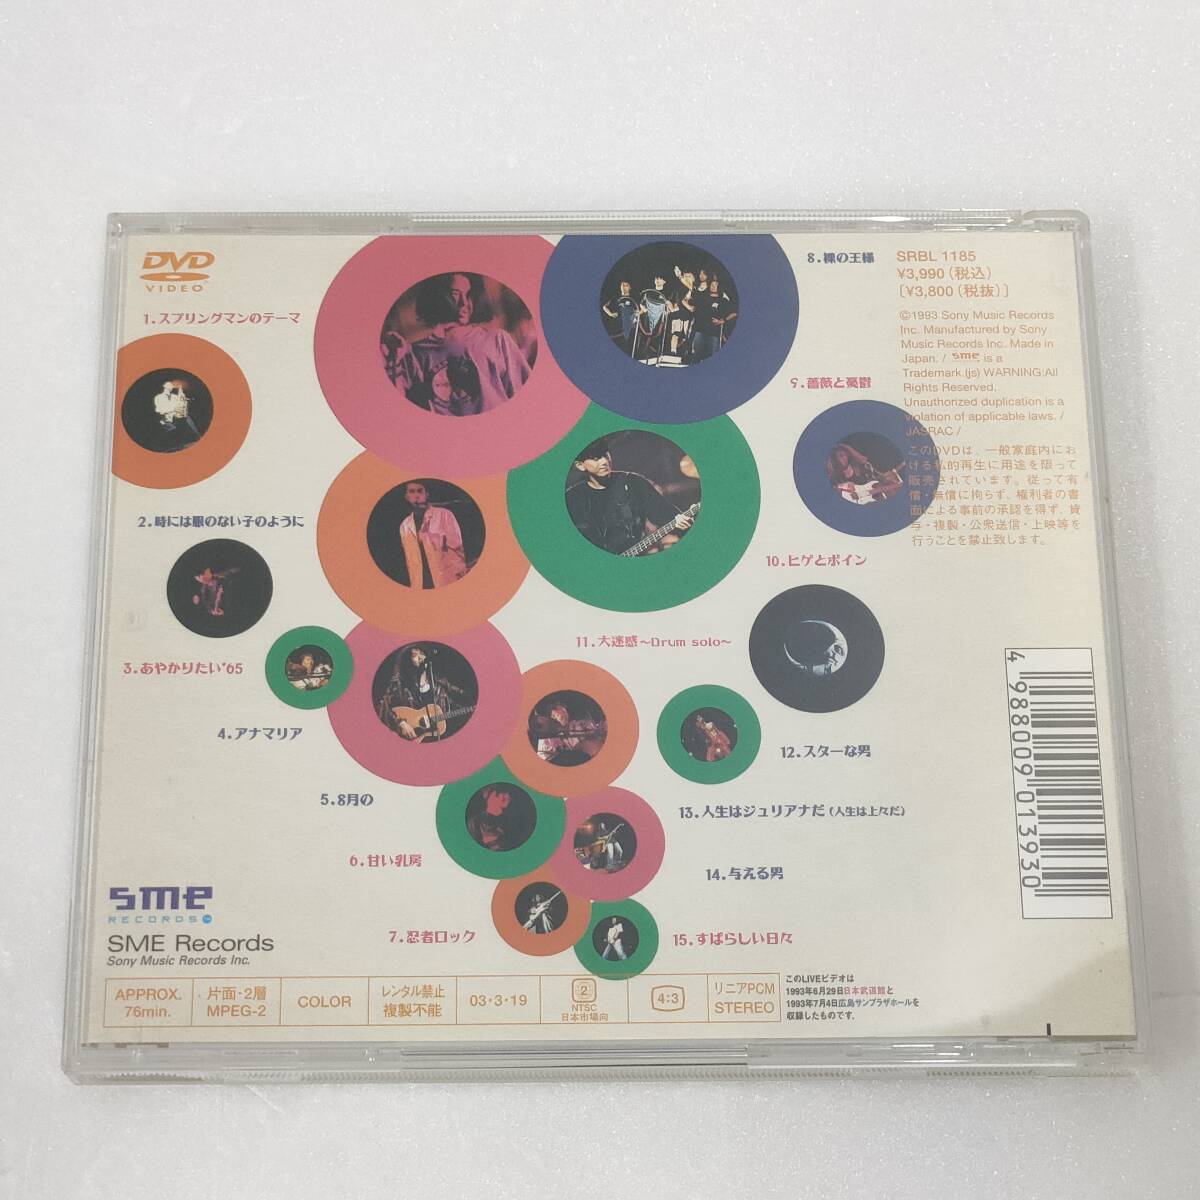 DVD
VIDEO
1.スプリングマンのテーマ
2.時には眼のない子のように
3.あやかりたい'65
4.アナマリア
5.8月の
6.甘い乳房
7.忍者ロック
8.裸の王様
9.薔薇と憂鬱
10.ヒゲとボイン
11.大迷惑〜Drum solo〜
12.スターな男
13.人生はジュリアナだ(人生は上々だ)
14.与える男
15.すばらしい日々
SRBL 1185
¥3,990(税込)
〔¥3,800(税抜)〕
©1993 Sony Music Records
Inc. Manufactured by Sony
Music Records Inc. Made in
Japan. / sme is a
Trademark.(js) WARNING:All
Rights Reserved.
Unauthorized duplication is a
violation of applicable laws. /
JASRAC /
このDVDは、一般家庭内にお
ける私的再生に用途を限って
販売されています。従って有
償・無償に拘らず、権利者の書
面による事前の承認を得ず、貸
与・複製・公衆送信・上映等を
行うことを禁止致します。
4 988009 013930
sme
RECORDS
SME Records
Sony Music Records Inc.
APPROX.
76min.
片面・2層
MPEG-2
COLOR
レンタル禁止
複製不能
03・3・19
2
NTSC
日本市場向
4:3
リニアPCM
STEREO
このLIVEビデオは
1993年6月29日日本武道館と
1993年7月4日広島サンプラザホールを
収録したものです。